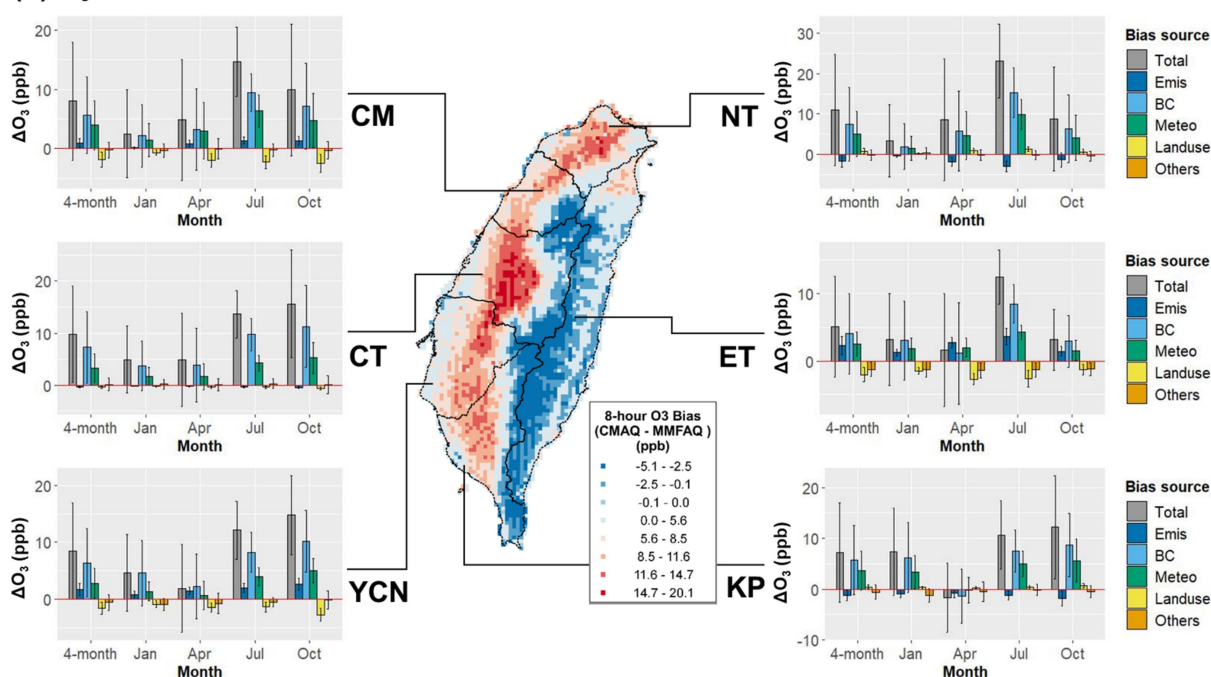 20
10
0
ΔO₃ (ppb)
4-month Jan Apr Jul Oct
Month
CM
30
20
10
0
ΔO₃ (ppb)
4-month Jan Apr Jul Oct
Month
NT
Bias source
Total
Emis
BC
Meteo
Landuse
Others
20
10
0
ΔO₃ (ppb)
4-month Jan Apr Jul Oct
Month
CT
10
0
ΔO₃ (ppb)
4-month Jan Apr Jul Oct
Month
ET
Bias source
Total
Emis
BC
Meteo
Landuse
Others
8-hour O3 Bias
(CMAQ - MMFAQ )
(ppb)
-5.1 - -2.5
-2.5 - -0.1
-0.1 - 0.0
0.0 - 5.6
5.6 - 8.5
8.5 - 11.6
11.6 - 14.7
14.7 - 20.1
20
10
0
ΔO₃ (ppb)
4-month Jan Apr Jul Oct
Month
YCN
20
10
0
-10
ΔO₃ (ppb)
4-month Jan Apr Jul Oct
Month
KP
Bias source
Total
Emis
BC
Meteo
Landuse
Others